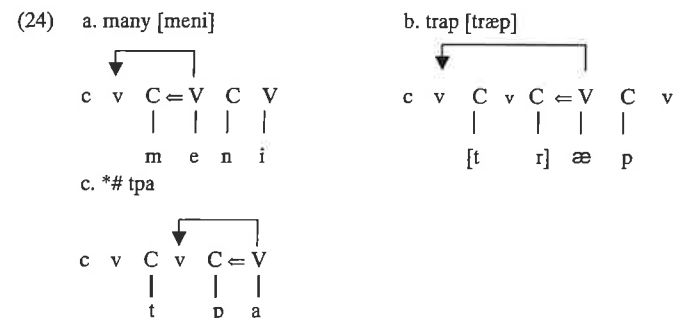 (24) a. many [meni] b. trap [træp]
c v C ⇐ V C V c v C v C ⇐ V C v
m e n i [t r] æ p
c. *# tpa
c v C v C ⇐ V
t p a